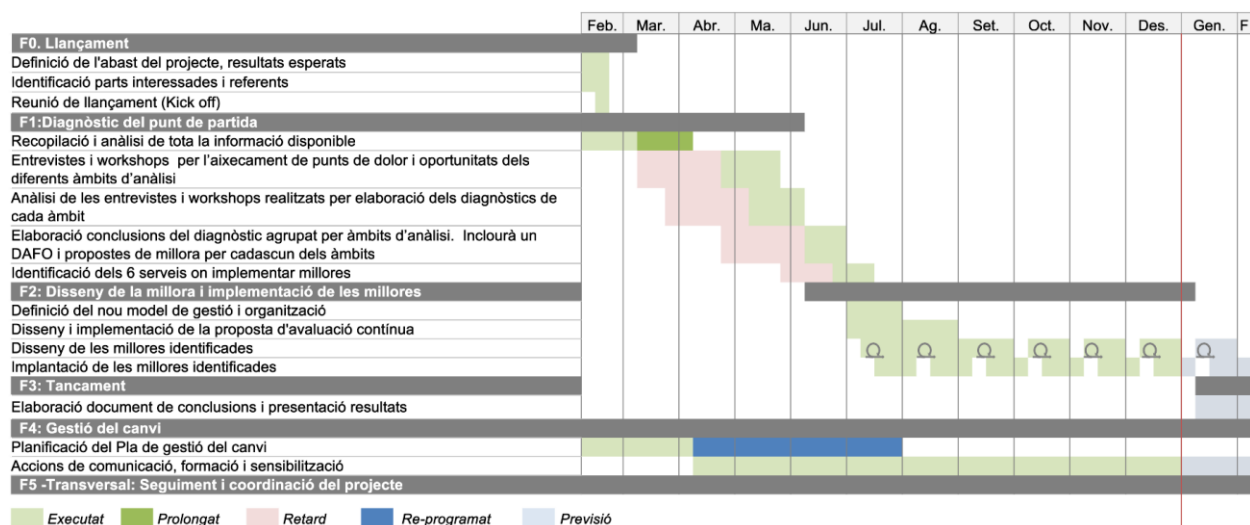 Feb. Mar. Abr. Ma. Jun. Jul. Ag. Set. Oct. Nov. Des. Gen. F
F0. Llançament
Definició de l'abast del projecte, resultats esperats
Identificació parts interessades i referents
Reunió de llançament (Kick off)
F1:Diagnòstic del punt de partida
Recopilació i anàlisi de tota la informació disponible
Entrevistes i workshops per l’aixecament de punts de dolor i oportunitats dels
diferents àmbits d’anàlisi
Anàlisi de les entrevistes i workshops realitzats per elaboració dels diagnòstics de
cada àmbit
Elaboració conclusions del diagnòstic agrupat per àmbits d’anàlisi. Inclourà un
DAFO i propostes de millora per cadascun dels àmbits
Identificació dels 6 serveis on implementar millores
F2: Disseny de la millora i implementació de les millores
Definició del nou model de gestió i organització
Disseny i implementació de la proposta d'avaluació contínua
Disseny de les millores identificades
Implantació de les millores identificades
F3: Tancament
Elaboració document de conclusions i presentació resultats
F4: Gestió del canvi
Planificació del Pla de gestió del canvi
Accions de comunicació, formació i sensibilització
F5 -Transversal: Seguiment i coordinació del projecte
Executat Prolongat Retard Re-programat Previsió